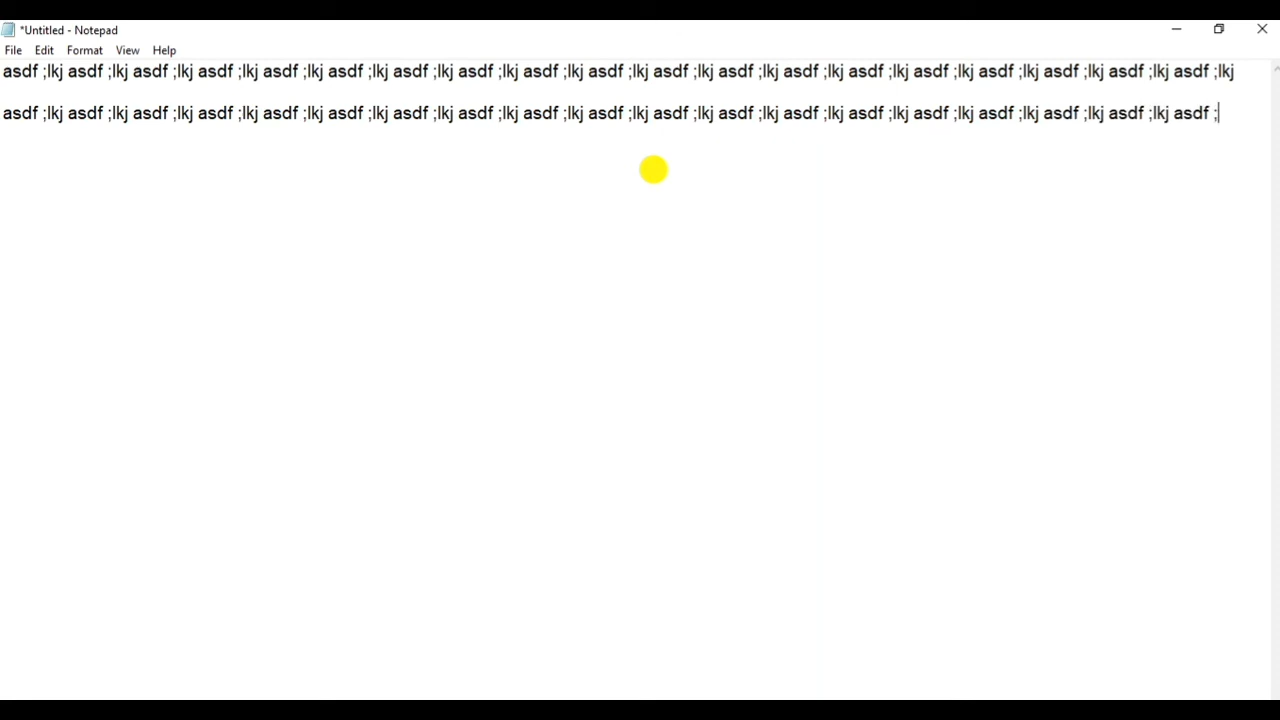 *Untitled - Notepad
File Edit Format View Help
asdf ;lkj asdf ;lkj asdf ;lkj asdf ;lkj asdf ;lkj asdf ;lkj asdf ;lkj asdf ;lkj asdf ;lkj asdf ;lkj asdf ;lkj asdf ;lkj asdf ;lkj asdf ;lkj asdf ;lkj asdf ;lkj asdf ;lkj asdf ;lkj asdf ;lkj
asdf ;lkj asdf ;lkj asdf ;lkj asdf ;lkj asdf ;lkj asdf ;lkj asdf ;lkj asdf ;lkj asdf ;lkj asdf ;lkj asdf ;lkj asdf ;lkj asdf ;lkj asdf ;lkj asdf ;lkj asdf ;lkj asdf ;lkj asdf ;lkj asdf ;